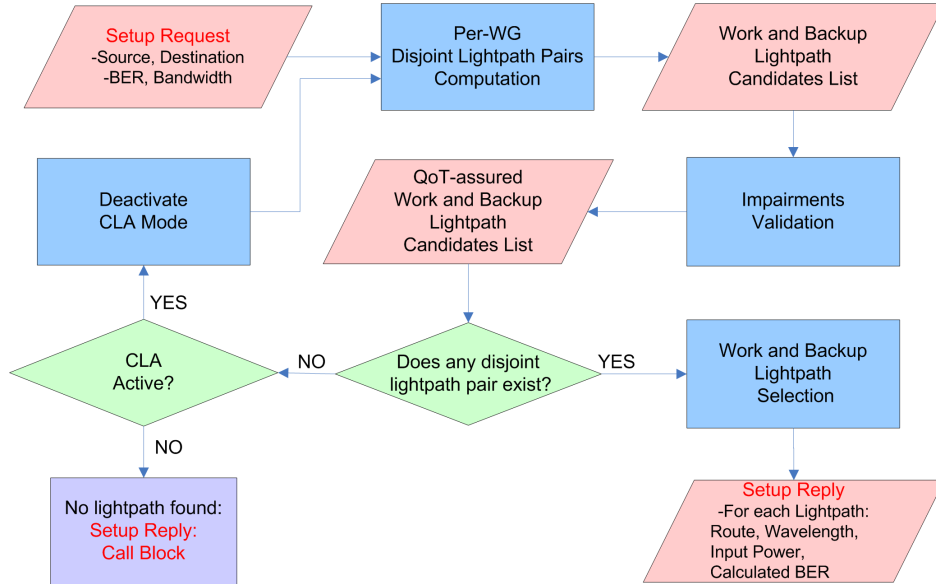 Setup Request
-Source, Destination
-BER, Bandwidth
Per-WG
Disjoint Lightpath Pairs
Computation
Work and Backup
Lightpath
Candidates List
Deactivate
CLA Mode
QoT-assured
Work and Backup
Lightpath
Candidates List
Impairments
Validation
YES
CLA
Active?
NO
Does any disjoint
lightpath pair exist?
YES
Work and Backup
Lightpath
Selection
NO
No lightpath found:
Setup Reply:
Call Block
Setup Reply
-For each Lightpath:
Route, Wavelength,
Input Power,
Calculated BER